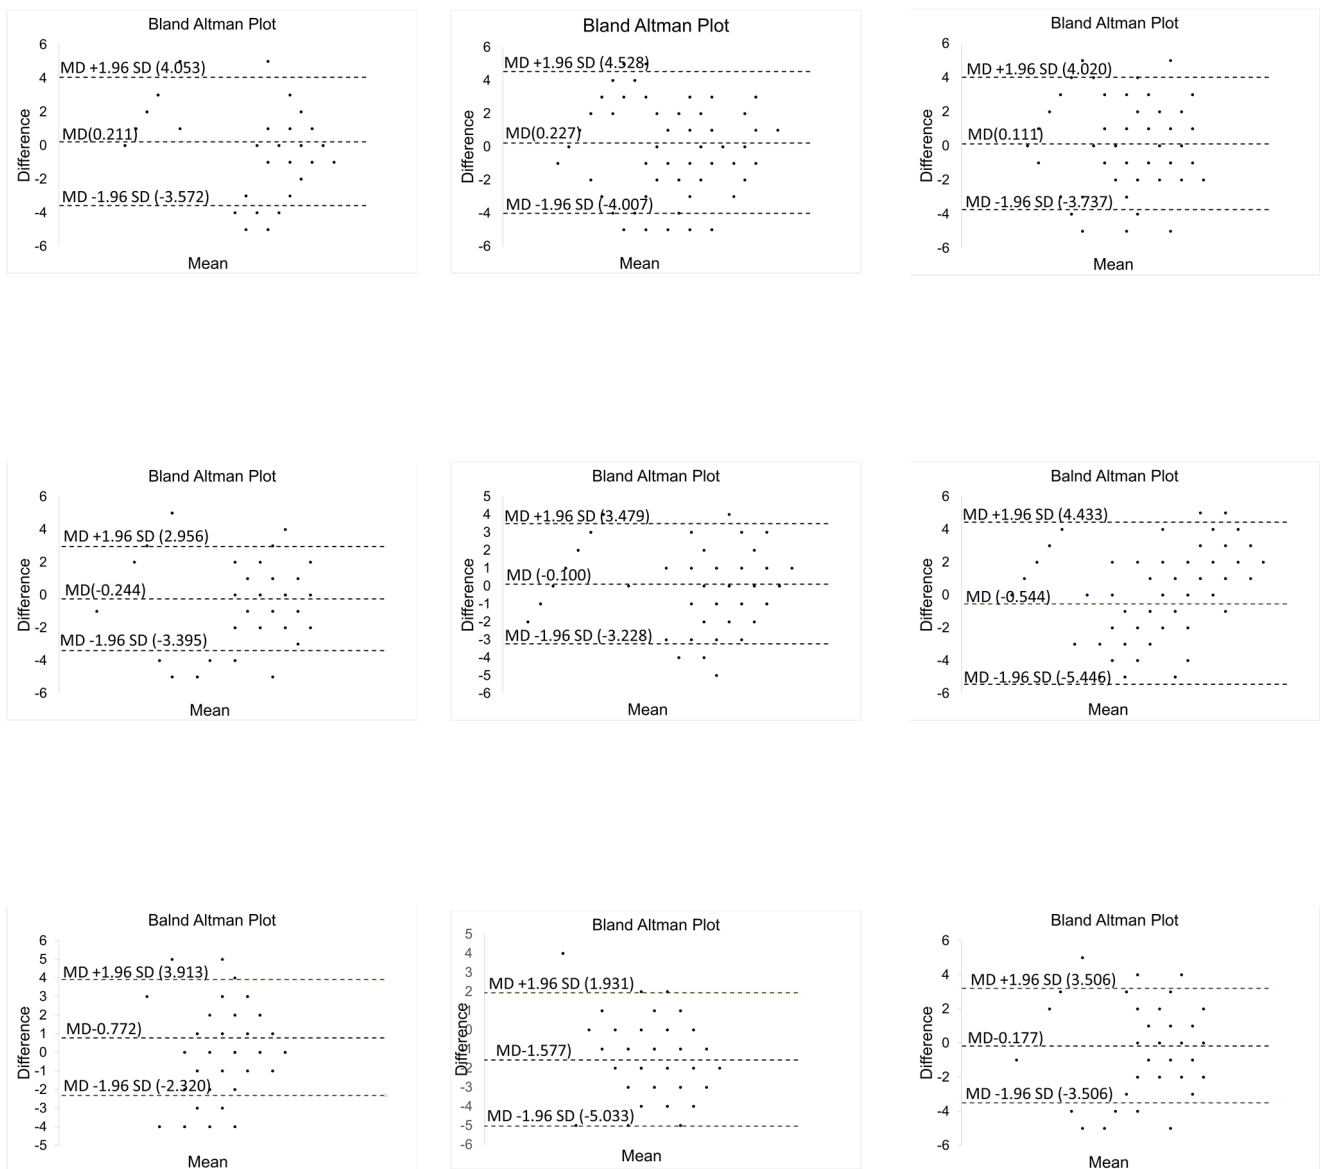 Bland Altman Plot
6
MD +1.96 SD (4.053)
4
2
MD(0.211)
0
-2
MD -1.96 SD (-3.572)
-4
-6
Difference
Mean
Bland Altman Plot
6
MD +1.96 SD (4.528)
4
2
MD(0.227)
0
-2
MD -1.96 SD (-4.007)
-4
-6
Difference
Mean
Bland Altman Plot
6
MD +1.96 SD (4.020)
4
2
MD(0.111)
0
-2
MD -1.96 SD (-3.737)
-4
-6
Difference
Mean
Bland Altman Plot
6
4
MD +1.96 SD (2.956)
2
MD(-0.244)
0
-2
MD -1.96 SD (-3.395)
-4
-6
Difference
Mean
Bland Altman Plot
5
4
MD +1.96 SD (3.479)
3
2
1
MD (-0.100)
0
-1
-2
MD -1.96 SD (-3.228)
-3
-4
-5
-6
Difference
Mean
Balnd Altman Plot
6
MD +1.96 SD (4.433)
4
2
0
MD (-0.544)
-2
-4
MD -1.96 SD (-5.446)
-6
Difference
Mean
Balnd Altman Plot
6
5
MD +1.96 SD (3.913)
4
3
2
MD-0.772)
1
0
-1
MD -1.96 SD (-2.320)
-2
-3
-4
-5
Difference
Mean
Bland Altman Plot
5
4
3
MD +1.96 SD (1.931)
2
1
0
-1
MD-1.577)
-2
-3
-4
MD -1.96 SD (-5.033)
-5
-6
Difference
Mean
Bland Altman Plot
6
4
MD +1.96 SD (3.506)
2
MD-0.177)
0
-2
MD -1.96 SD (-3.506)
-4
-6
Difference
Mean